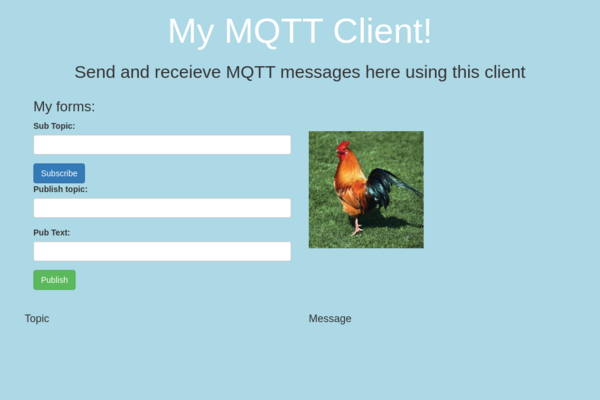 My MQTT Client!
Send and receieve MQTT messages here using this client
My forms:
Sub Topic:
Subscribe
Publish topic:
Pub Text:
Publish
Topic
Message